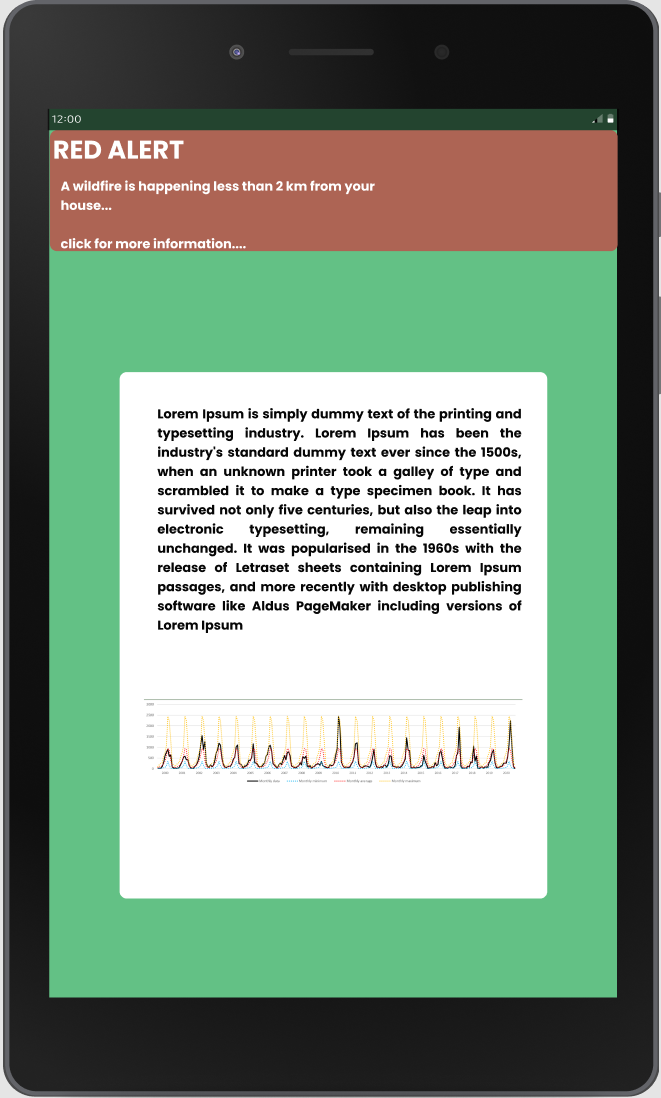 12:00
RED ALERT
A wildfire is happening less than 2 km from your
house...
click for more information....
Lorem Ipsum is simply dummy text of the printing and
typesetting industry. Lorem Ipsum has been the
industry's standard dummy text ever since the 1500s,
when an unknown printer took a galley of type and
scrambled it to make a type specimen book. It has
survived not only five centuries, but also the leap into
electronic typesetting, remaining essentially
unchanged. It was popularised in the 1960s with the
release of Letraset sheets containing Lorem Ipsum
passages, and more recently with desktop publishing
software like Aldus PageMaker including versions of
Lorem Ipsum